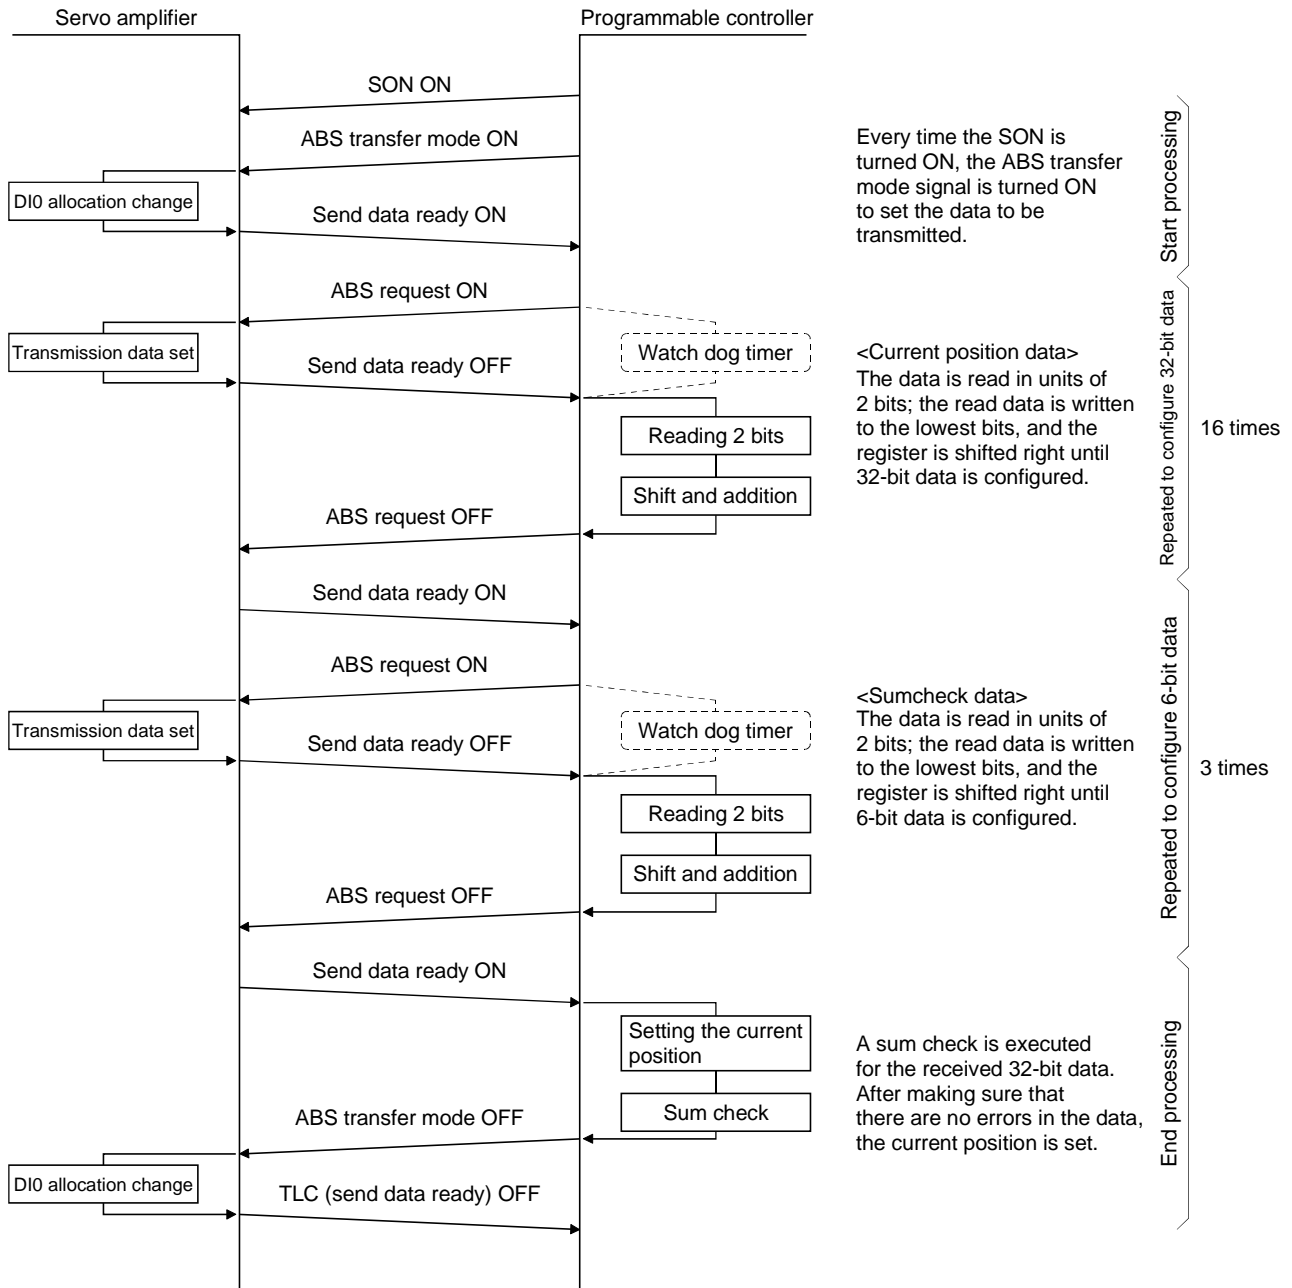 Servo amplifier
Programmable controller
SON ON
ABS transfer mode ON
DI0 allocation change
Send data ready ON
Every time the SON is
turned ON, the ABS transfer
mode signal is turned ON
to set the data to be
transmitted.
Start processing
ABS request ON
Transmission data set
Watch dog timer
Send data ready OFF
Reading 2 bits
Shift and addition
ABS request OFF
<Current position data>
The data is read in units of
2 bits; the read data is written
to the lowest bits, and the
register is shifted right until
32-bit data is configured.
Repeated to configure 32-bit data
16 times
Send data ready ON
ABS request ON
Transmission data set
Watch dog timer
Send data ready OFF
Reading 2 bits
Shift and addition
ABS request OFF
<Sumcheck data>
The data is read in units of
2 bits; the read data is written
to the lowest bits, and the
register is shifted right until
6-bit data is configured.
Repeated to configure 6-bit data
3 times
Send data ready ON
Setting the current
position
Sum check
ABS transfer mode OFF
DI0 allocation change
TLC (send data ready) OFF
A sum check is executed
for the received 32-bit data.
After making sure that
there are no errors in the data,
the current position is set.
End processing